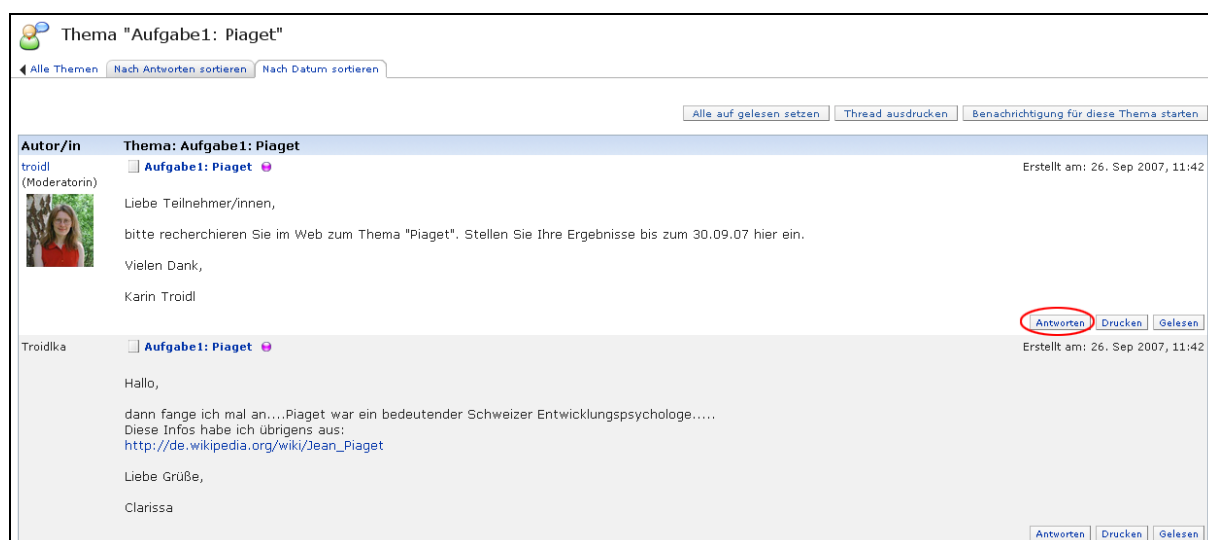 Thema "Aufgabe1: Piaget"
Alle Themen Nach Antworten sortieren Nach Datum sortieren
Alle auf gelesen setzen Thread ausdrucken Benachrichtigung für diese Thema starten
Autor/in Thema: Aufgabe1: Piaget
troidl Aufgabe1: Piaget Erstellt am: 26. Sep 2007, 11:42
(Moderatorin)
Liebe Teilnehmer/innen,
bitte recherchieren Sie im Web zum Thema "Piaget". Stellen Sie Ihre Ergebnisse bis zum 30.09.07 hier ein.
Vielen Dank,
Karin Troidl
Antworten Drucken Gelesen
Troidlka Aufgabe1: Piaget Erstellt am: 26. Sep 2007, 11:42
Hallo,
dann fange ich mal an....Piaget war ein bedeutender Schweizer Entwicklungspsychologe.....
Diese Infos habe ich übrigens aus:
http://de.wikipedia.org/wiki/Jean_Piaget
Liebe Grüße,
Clarissa
Antworten Drucken Gelesen